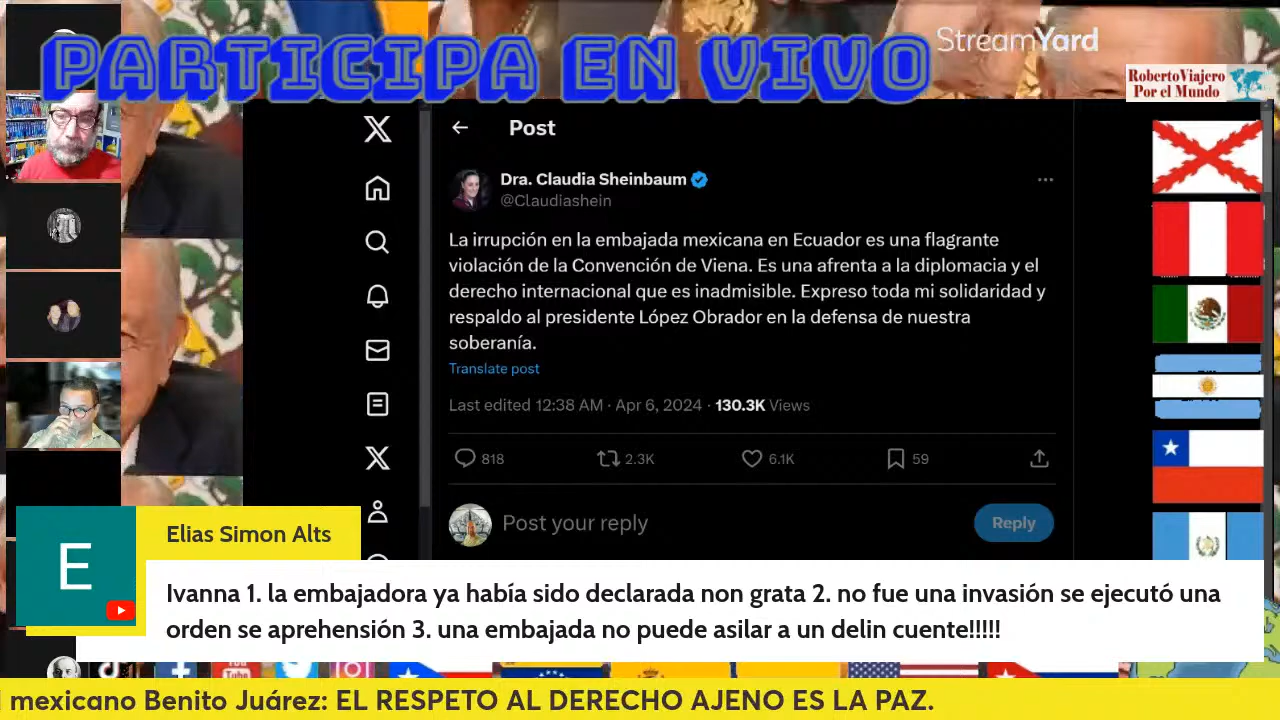 PARTICIPA EN VIVO
StreamYard
RobertoViajero
Por el Mundo
Post
Dra. Claudia Sheinbaum
@Claudiashein
La irrupción en la embajada mexicana en Ecuador es una flagrante
violación de la Convención de Viena. Es una afrenta a la diplomacia y el
derecho internacional que es inadmisible. Expreso toda mi solidaridad y
respaldo al presidente López Obrador en la defensa de nuestra
soberanía.
Translate post
Last edited 12:38 AM · Apr 6, 2024 · 130.3K Views
818 2.3K 6.1K 59
Post your reply
Reply
E
Elias Simon Alts
Ivanna 1. la embajadora ya había sido declarada non grata 2. no fue una invasión se ejecutó una
orden se aprehensión 3. una embajada no puede asilar a un delin cuente!!!!!
mexicano Benito Juárez: EL RESPETO AL DERECHO AJENO ES LA PAZ.